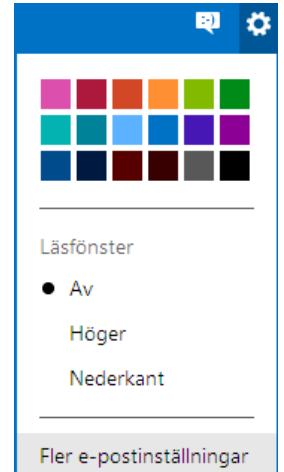 Läsfönster
Av
Höger
Nederkant
Fler e-postinställningar